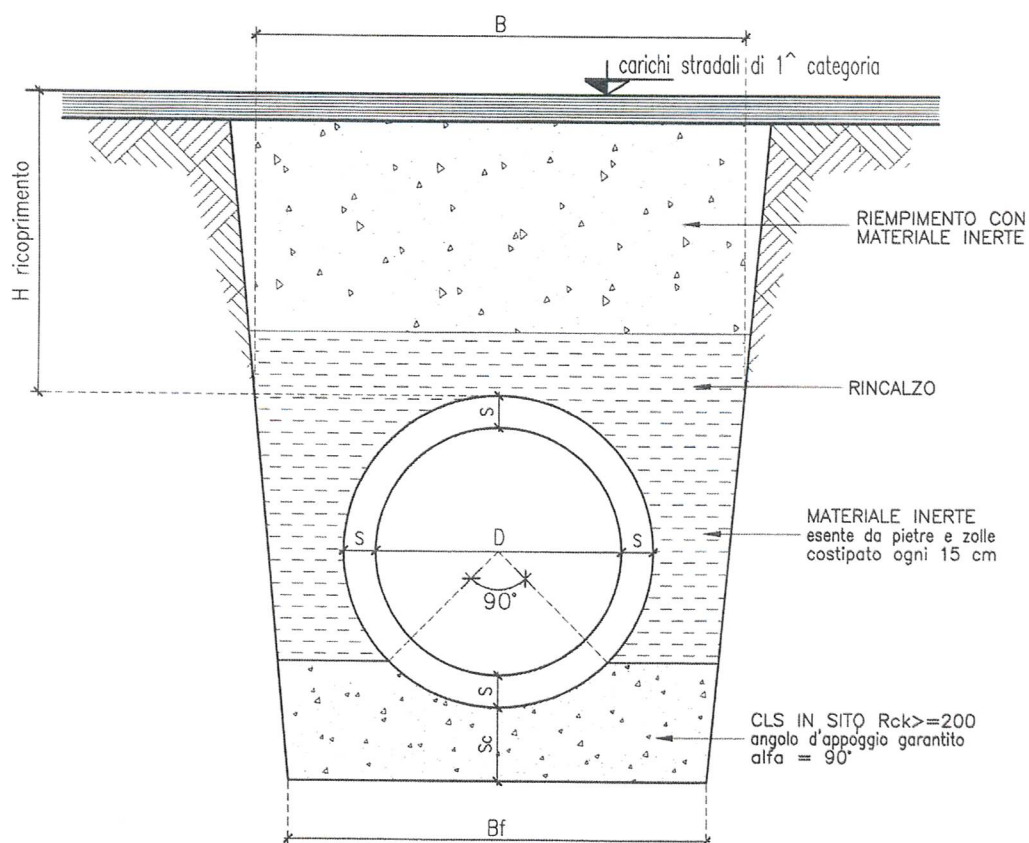 B
carichi stradali di 1^ categoria
H ricoprimento
RIEMPIMENTO CON
MATERIALE INERTE
RINCALZO
S
S
D
S
MATERIALE INERTE
esente da pietre e zolle
costipato ogni 15 cm
90°
S
Sc
CLS IN SITO Rck>=200
angolo d'appoggio garantito
alfa = 90°
Bf